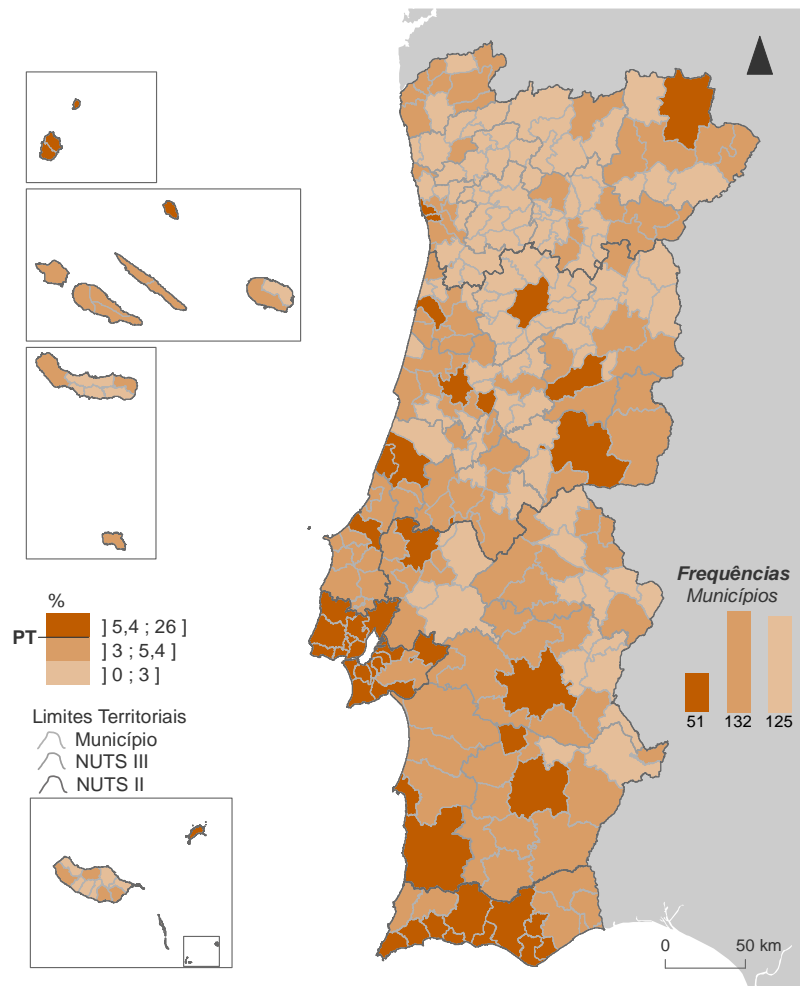 %
PT
] 5,4 ; 26 ]
] 3 ; 5,4 ]
] 0 ; 3 ]
Limites Territoriais
Município
NUTS III
NUTS II
Frequências
Municípios
51 132 125
0 50 km